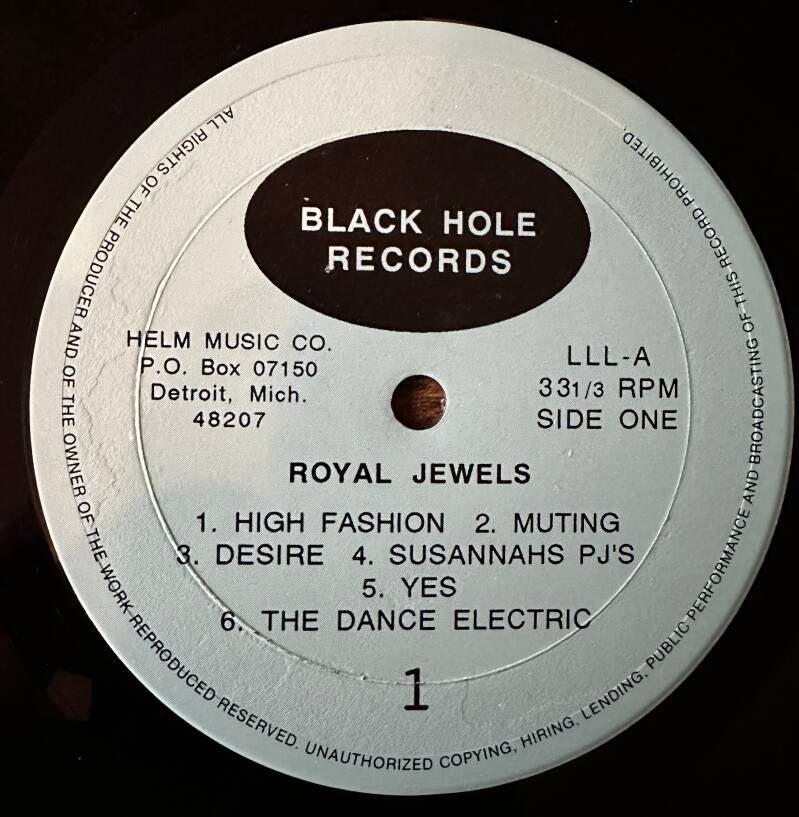 BLACK HOLE
RECORDS
HELM MUSIC CO.
P.O. Box 07150
Detroit, Mich.
48207
LLL-A
33 1/3 RPM
SIDE ONE
ROYAL JEWELS
1. HIGH FASHION 2. MUTING
3. DESIRE 4. SUSANNAHS PJ'S
5. YES
6. THE DANCE ELECTRIC
1
ALL RIGHTS OF THE PRODUCER AND OF THE OWNER OF THE WORK REPRODUCED RESERVED. UNAUTHORIZED COPYING, HIRING, LENDING, PUBLIC PERFORMANCE AND BROADCASTING OF THIS RECORD PROHIBITED